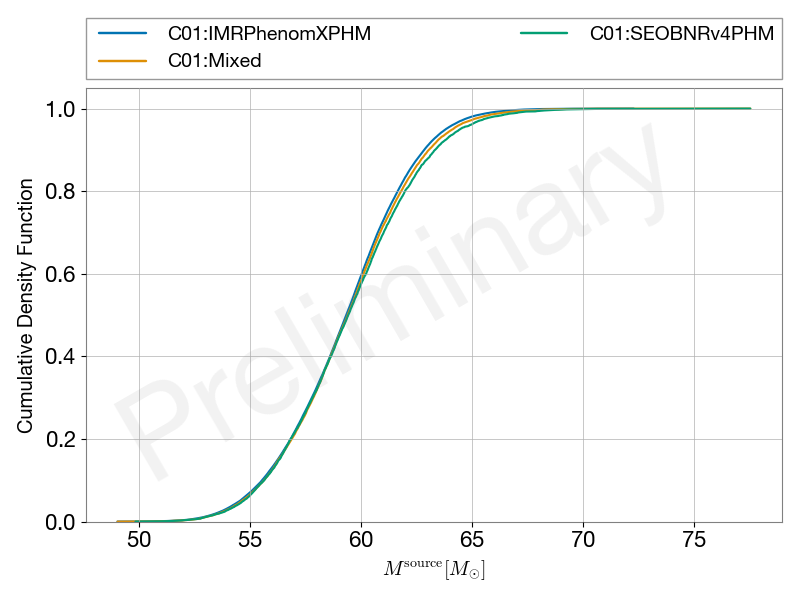 C01:IMRPhenomXPHM
C01:SEOBNRv4PHM
C01:Mixed
1.0
0.8
0.6
0.4
0.2
0.0
Cumulative Density Function
Preliminary
50 55 60 65 70 75
M^source [M_⊙]